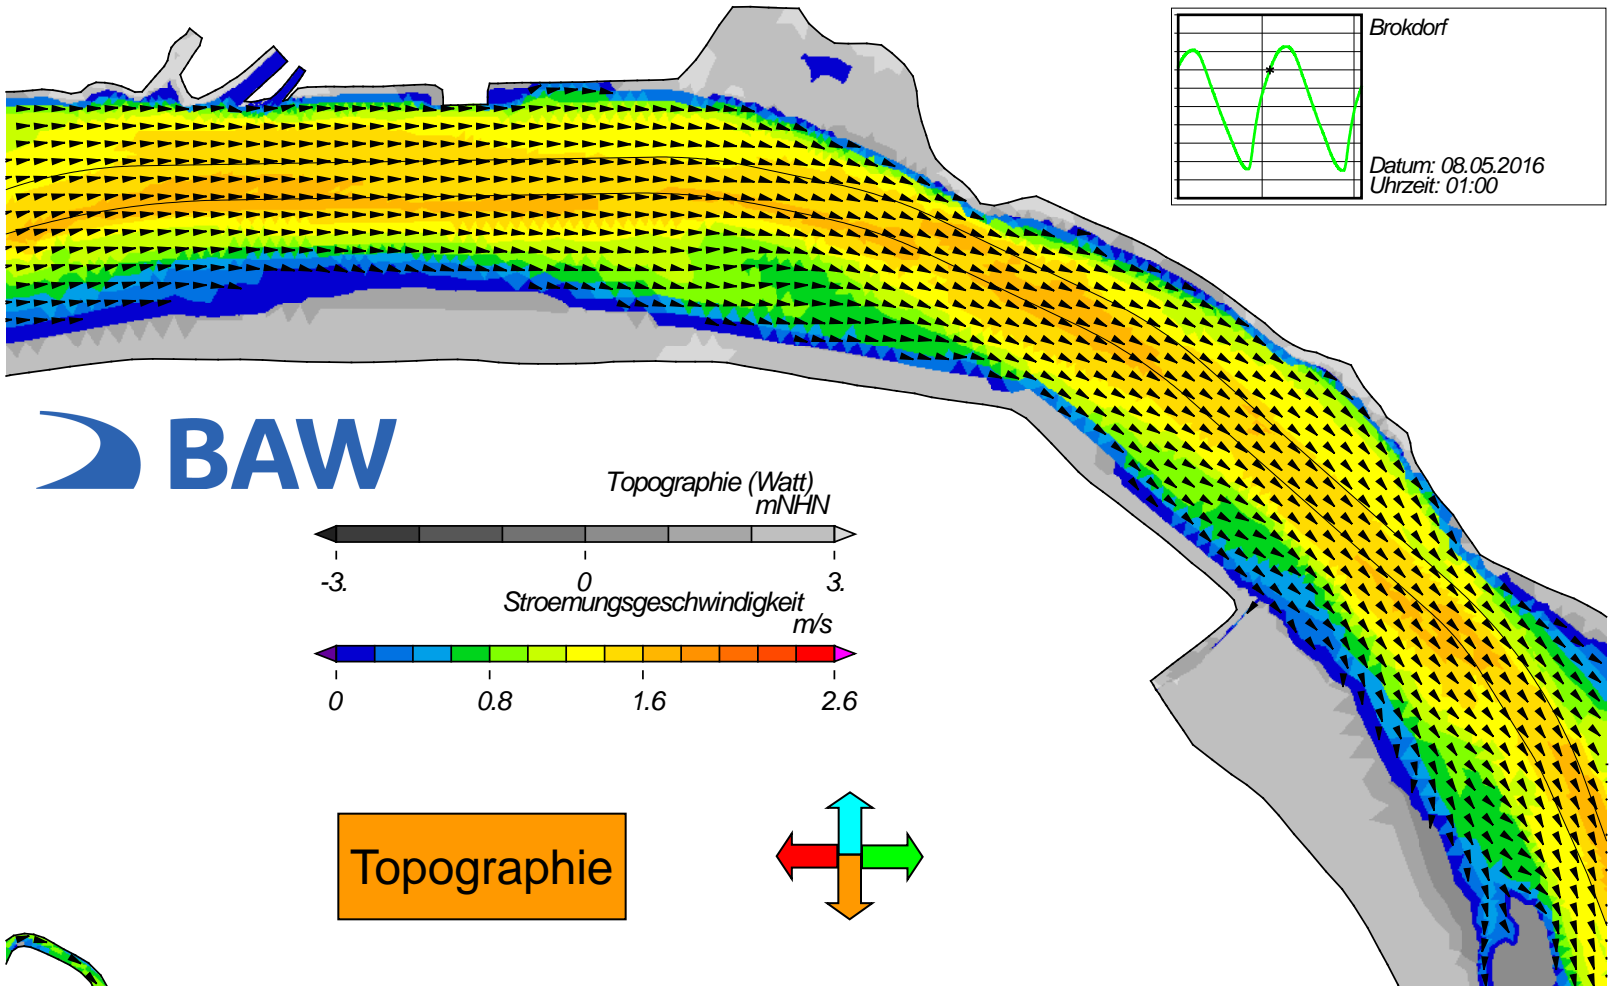 Brokdorf
Datum: 08.05.2016
Uhrzeit: 01:00
BAW
Topographie (Watt)
mNHN
-3. 0 3.
Stroemungsgeschwindigkeit
m/s
0 0.8 1.6 2.6
Topographie